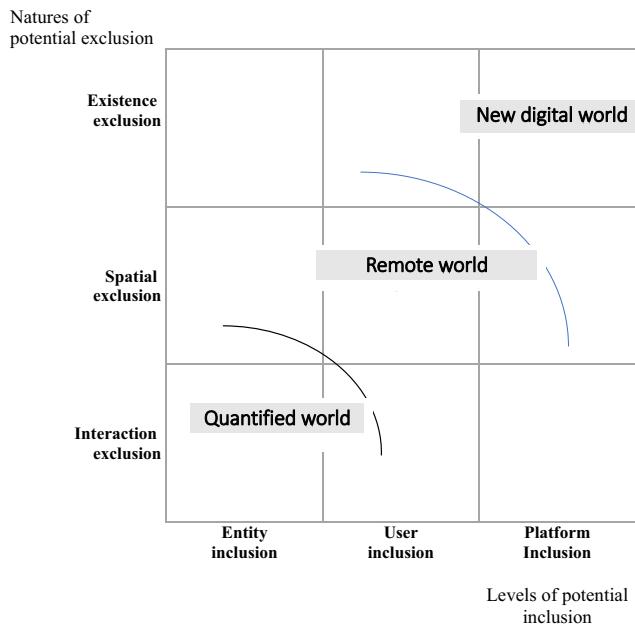 Natures of
potential exclusion
Existence
exclusion
New digital world
Spatial
exclusion
Remote world
Interaction
exclusion
Quantified world
Entity
inclusion
User
inclusion
Platform
Inclusion
Levels of potential
inclusion